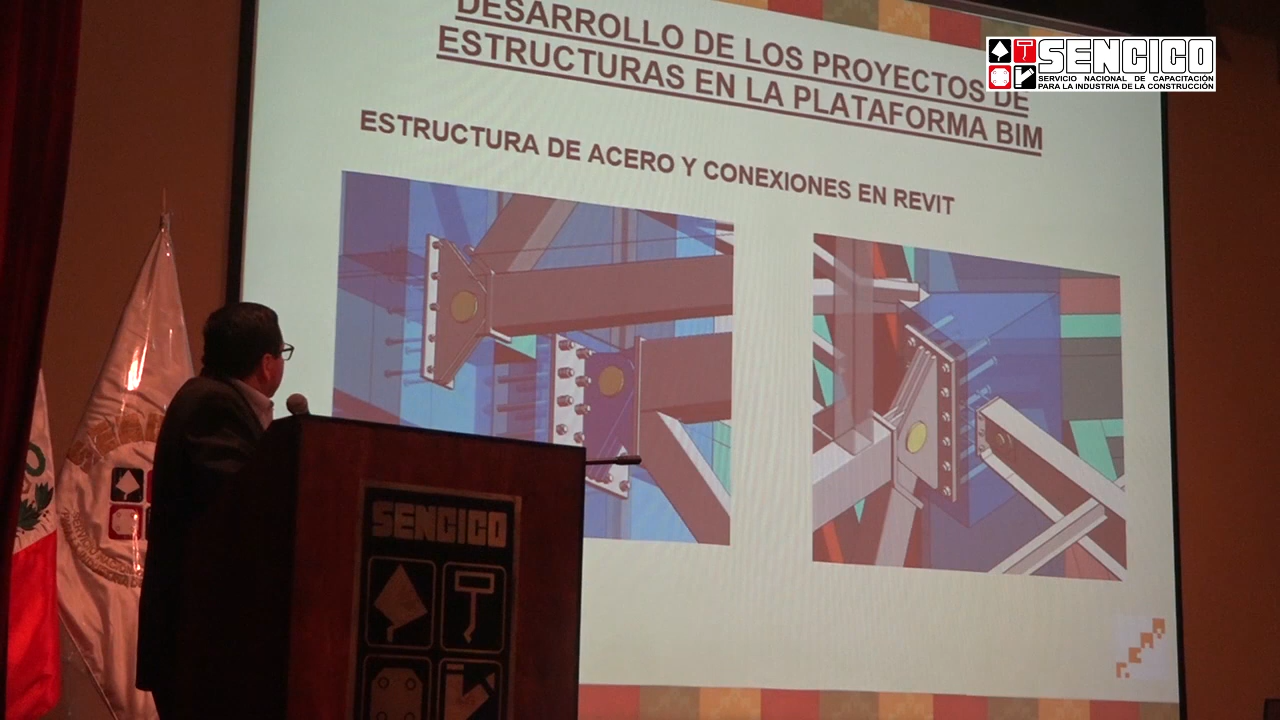 DESARROLLO DE LOS PROYECTOS DE
ESTRUCTURAS EN LA PLATAFORMA BIM
SENCICO
SERVICIO NACIONAL DE CAPACITACIÓN
PARA LA INDUSTRIA DE LA CONSTRUCCIÓN
ESTRUCTURA DE ACERO Y CONEXIONES EN REVIT
SENCICO